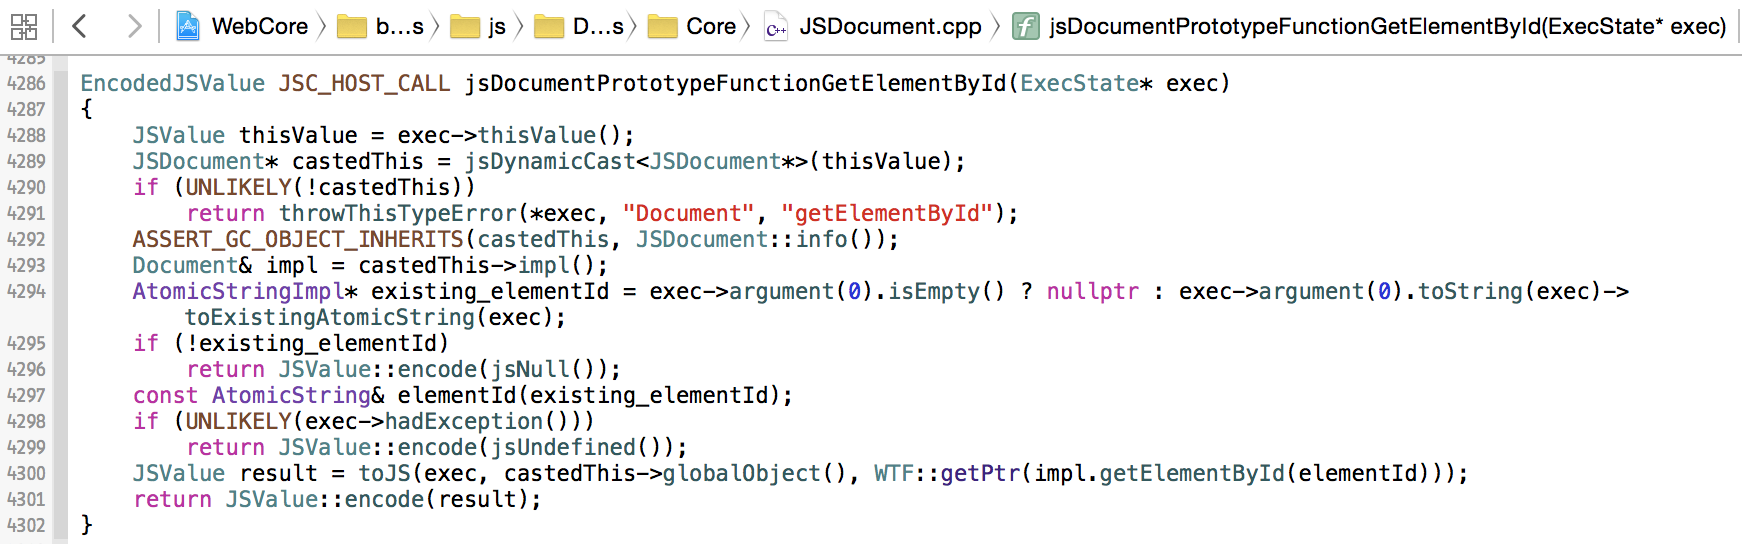 WebCore b...s js D...s Core JSDocument.cpp jsDocumentPrototypeFunctionGetElementById(ExecState* exec)
4285
4286 EncodedJSValue JSC_HOST_CALL jsDocumentPrototypeFunctionGetElementById(ExecState* exec)
4287 {
4288 JSValue thisValue = exec->thisValue();
4289 JSDocument* castedThis = jsDynamicCast<JSDocument*>(thisValue);
4290 if (UNLIKELY(!castedThis))
4291 return throwThisTypeError(*exec, "Document", "getElementById");
4292 ASSERT_GC_OBJECT_INHERITS(castedThis, JSDocument::info());
4293 Document& impl = castedThis->impl();
4294 AtomicStringImpl* existing_elementId = exec->argument(0).isEmpty() ? nullptr : exec->argument(0).toString(exec)->
toExistingAtomicString(exec);
4295 if (!existing_elementId)
4296 return JSValue::encode(jsNull());
4297 const AtomicString& elementId(existing_elementId);
4298 if (UNLIKELY(exec->hadException()))
4299 return JSValue::encode(jsUndefined());
4300 JSValue result = toJS(exec, castedThis->globalObject(), WTF::getPtr(impl.getElementById(elementId)));
4301 return JSValue::encode(result);
4302 }